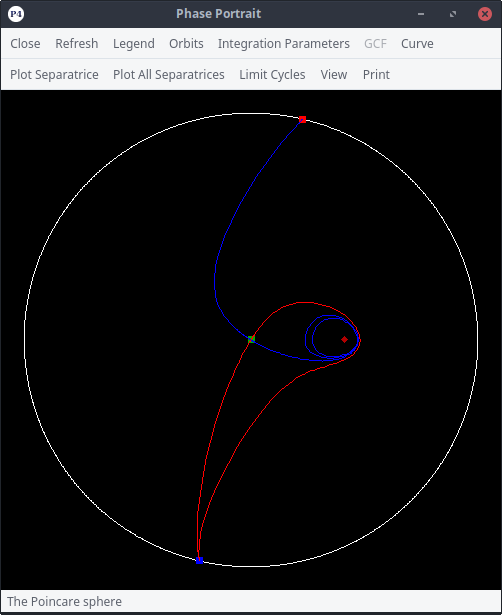 P4 Phase Portrait
Close Refresh Legend Orbits Integration Parameters GCF Curve
Plot Separatrice Plot All Separatrices Limit Cycles View Print
The Poincare sphere